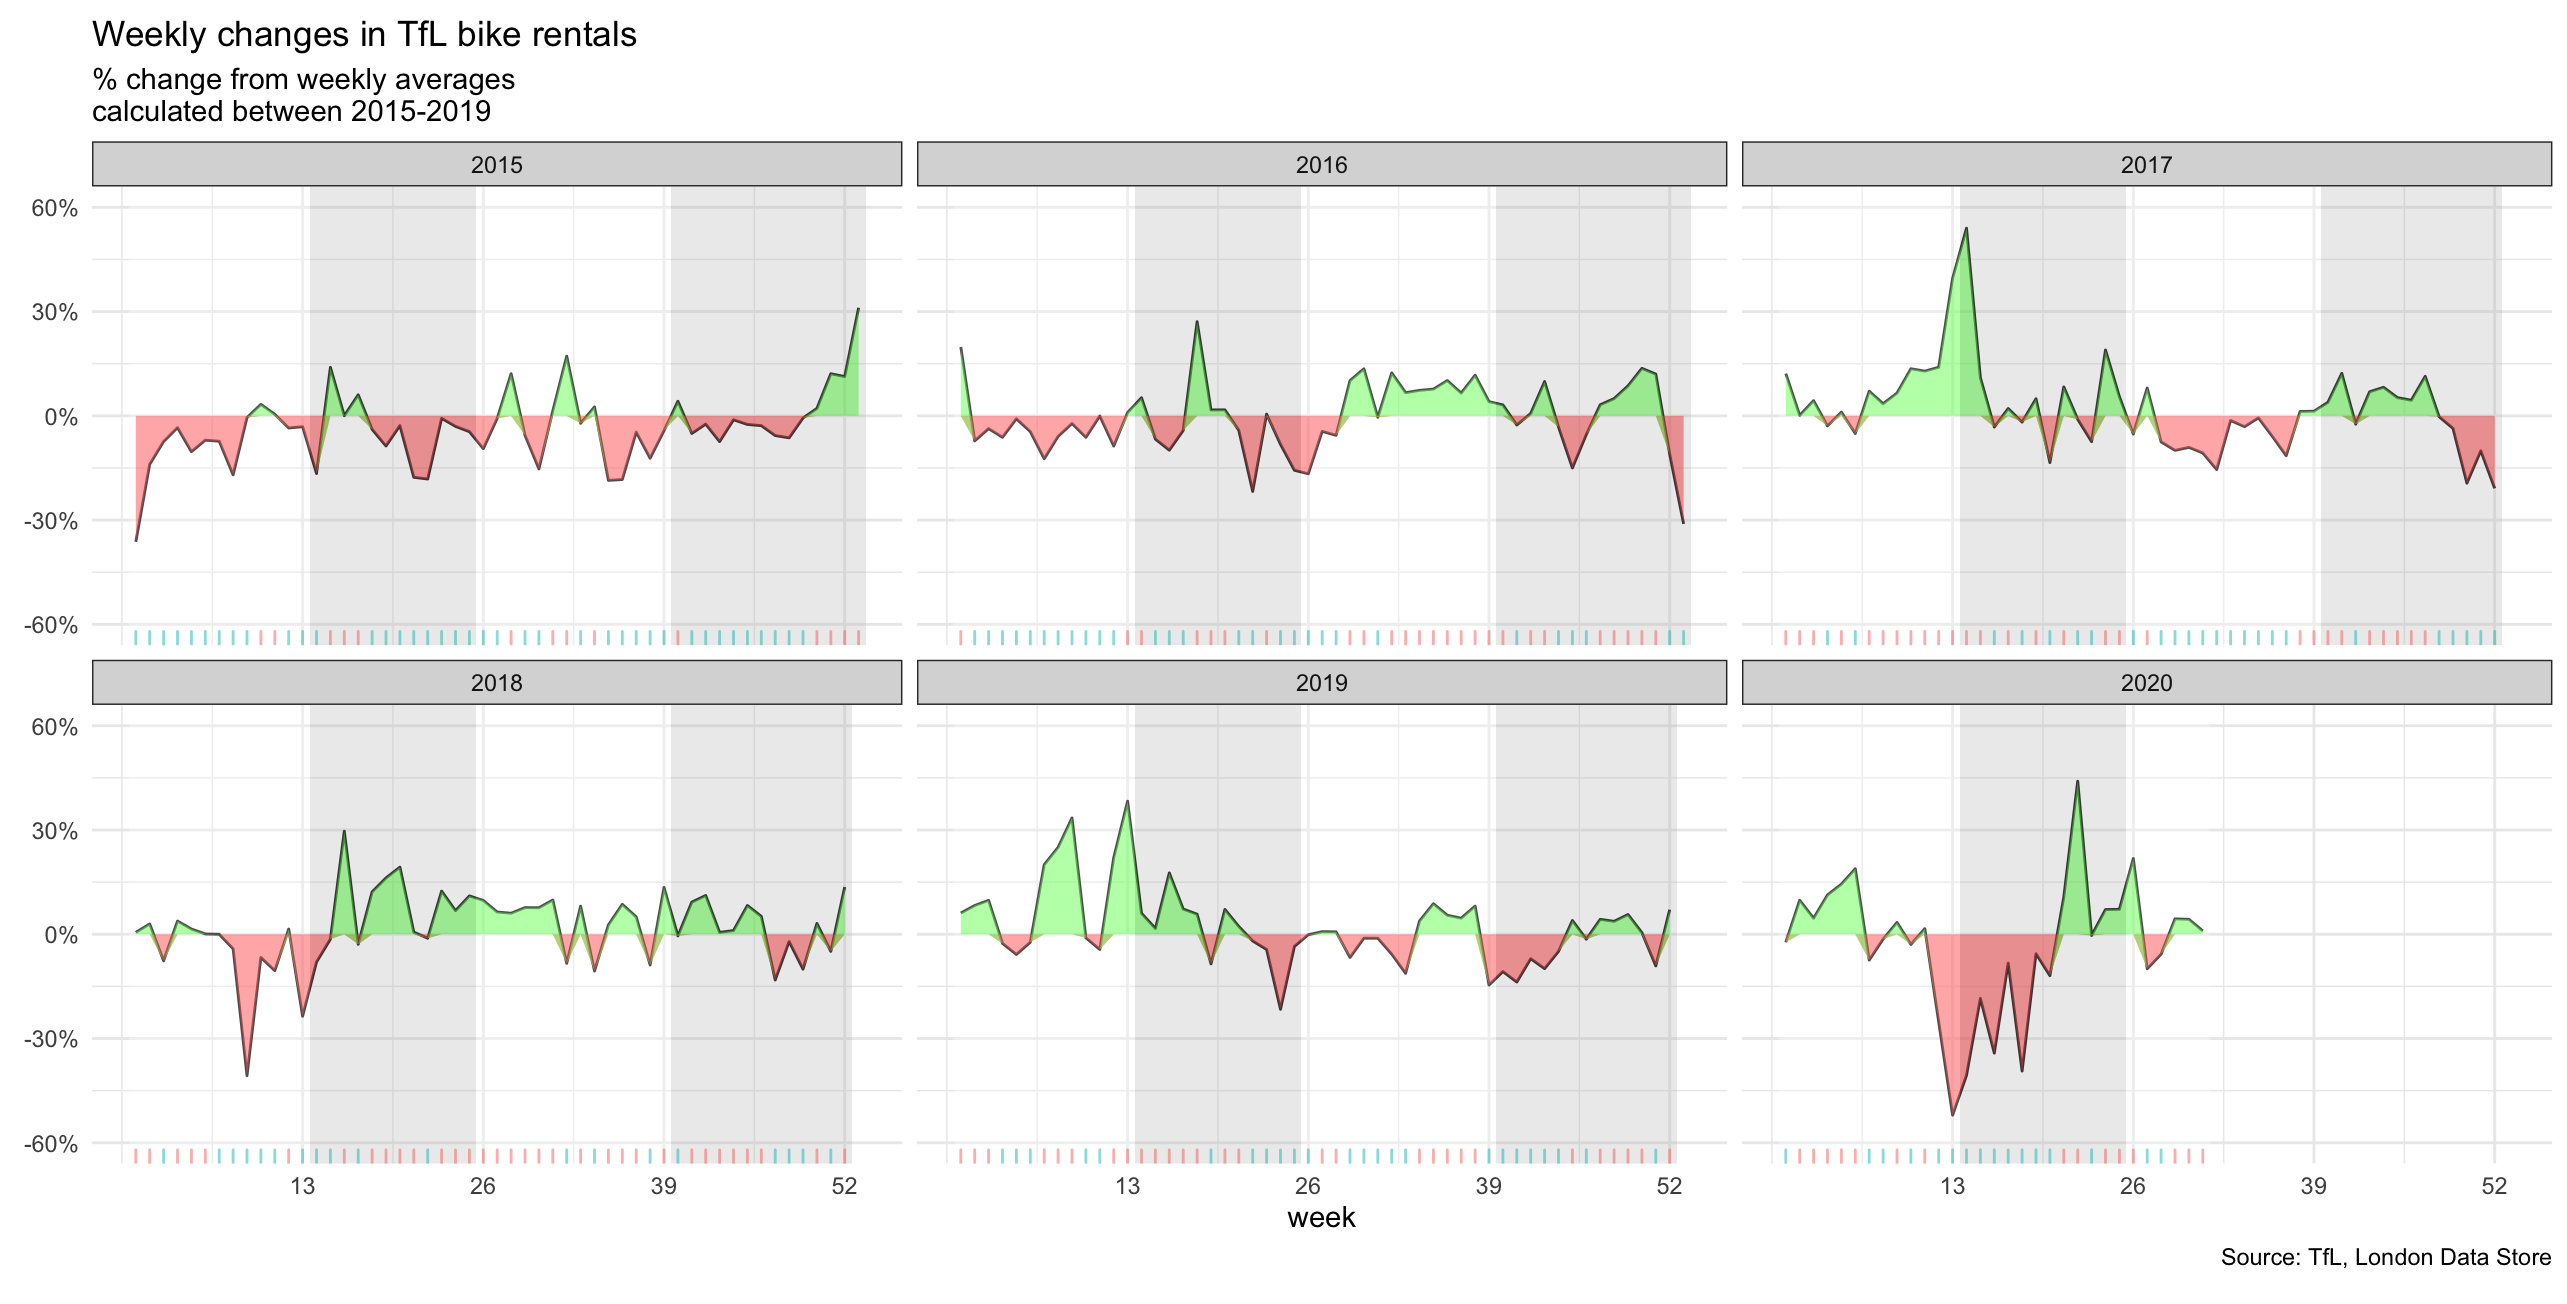 Weekly changes in TfL bike rentals
% change from weekly averages
calculated between 2015-2019
2015
2016
2017
60%
30%
0%
-30%
-60%
2018
2019
2020
60%
30%
0%
-30%
-60%
13 26 39 52
13 26 39 52
13 26 39 52
week
Source: TfL, London Data Store